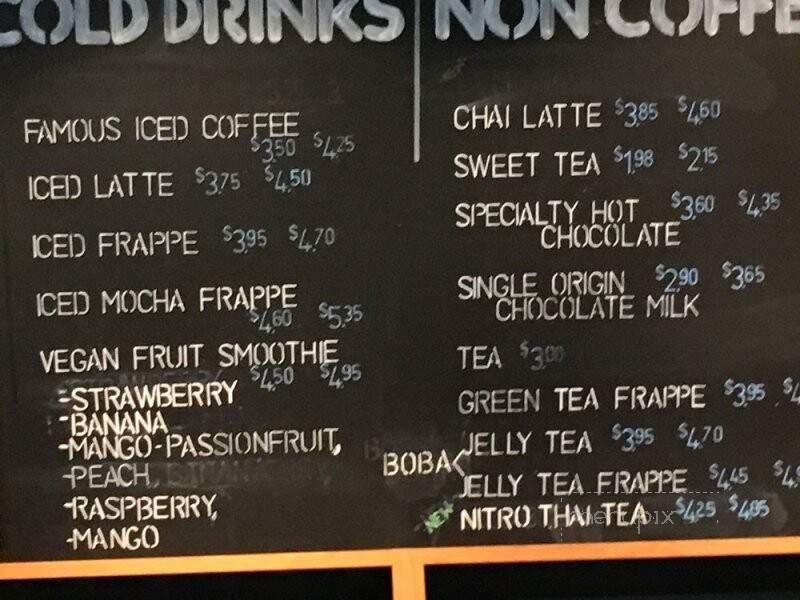 COLD DRINKS
FAMOUS ICED COFFEE
$3.50 $4.25
ICED LATTE $3.75 $4.50
ICED FRAPPE $3.95 $4.70
ICED MOCHA FRAPPE
$4.60 $5.35
VEGAN FRUIT SMOOTHIE
$4.50 $4.95
-STRAWBERRY
-BANANA
-MANGO-PASSIONFRUIT,
-PEACH,
-RASPBERRY,
-MANGO
NON COFFE
CHAI LATTE $3.85 $4.60
SWEET TEA $1.98 $2.15
SPECIALTY HOT $3.60 $4.35
CHOCOLATE
SINGLE ORIGIN $2.90 $3.65
CHOCOLATE MILK
TEA $3.00
GREEN TEA FRAPPE $3.95
JELLY TEA $3.95 $4.70
BOBA
JELLY TEA FRAPPE $4.45
NEW NITRO THAI TEA $4.25 $4.85
menupix